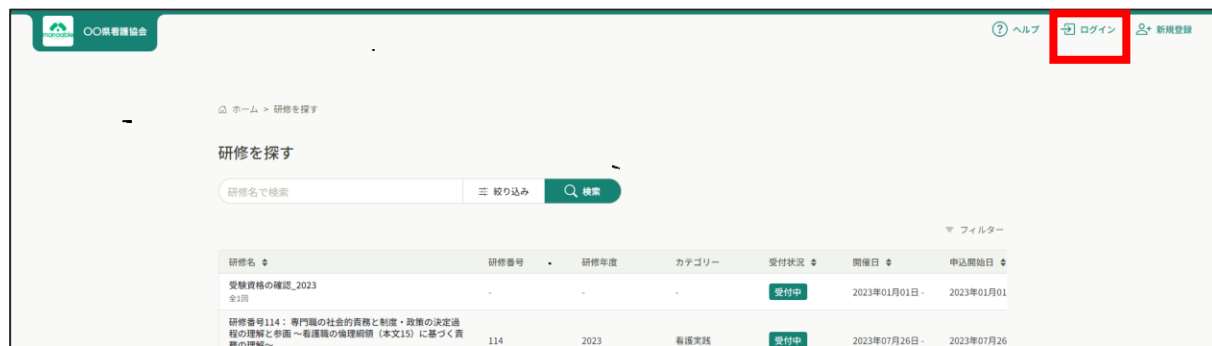 manaable
〇〇県看護協会
ヘルプ
ログイン
新規登録
ホーム > 研修を探す
研修を探す
研修名で検索
絞り込み
検索
フィルター
研修名 研修番号 研修年度 カテゴリー 受付状況 開催日 申込開始日
受験資格の確認_2023
全1回
- - - 受付中 2023年01月01日 - 2023年01月01
研修番号114： 専門職の社会的責務と制度・政策の決定過
程の理解と参画 ～看護職の倫理綱領（本文15）に基づく責
務の理解～
114 2023 看護実践 受付中 2023年07月26日 - 2023年07月26